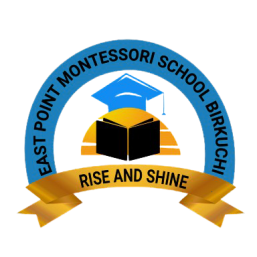 EAST POINT MONTESSORI SCHOOL BIRKUCHI
RISE AND SHINE